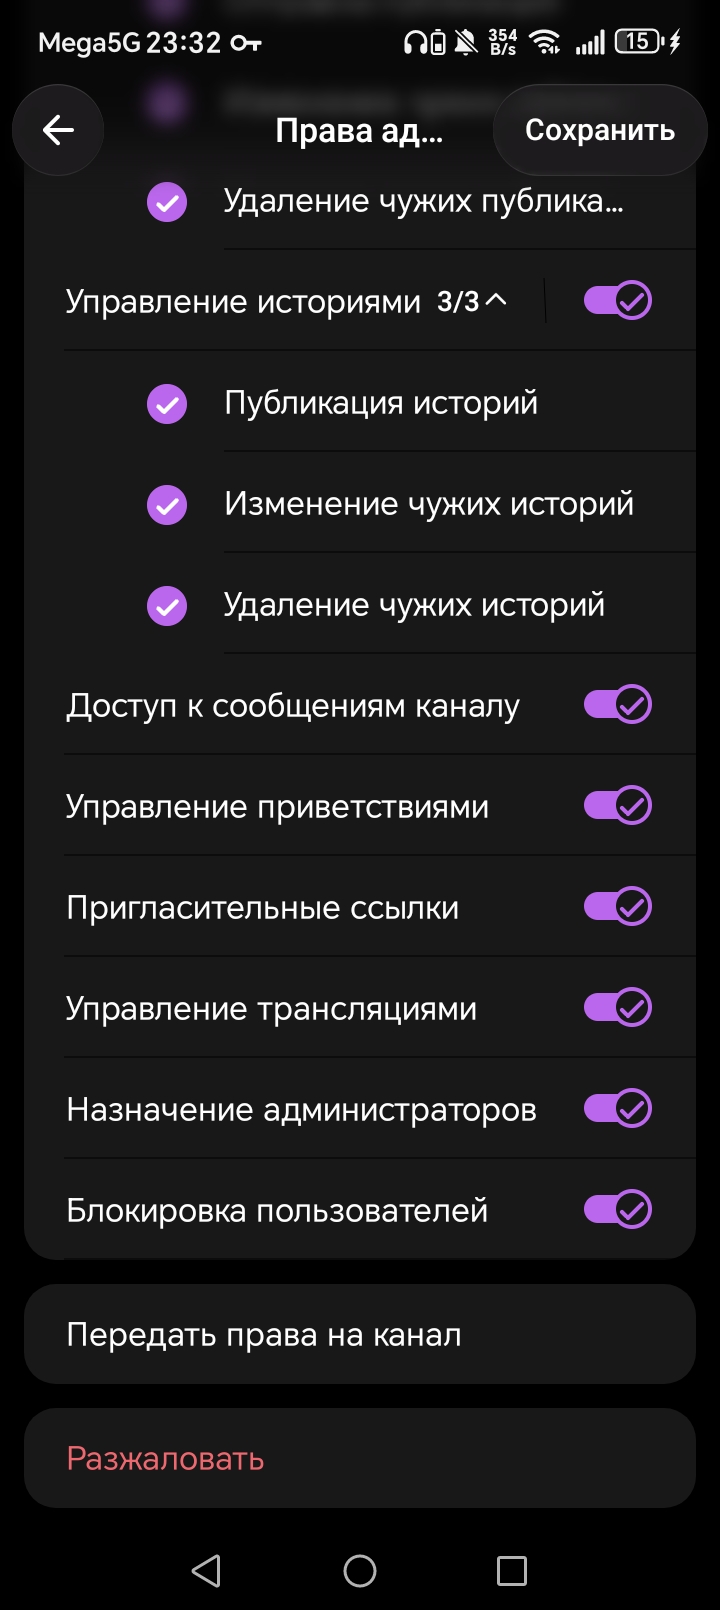 Mega5G 23:32 354 B/s 15
Права ад...
Сохранить
Удаление чужих публика...
Управление историями 3/3
Публикация историй
Изменение чужих историй
Удаление чужих историй
Доступ к сообщениям каналу
Управление приветствиями
Пригласительные ссылки
Управление трансляциями
Назначение администраторов
Блокировка пользователей
Передать права на канал
Разжаловать